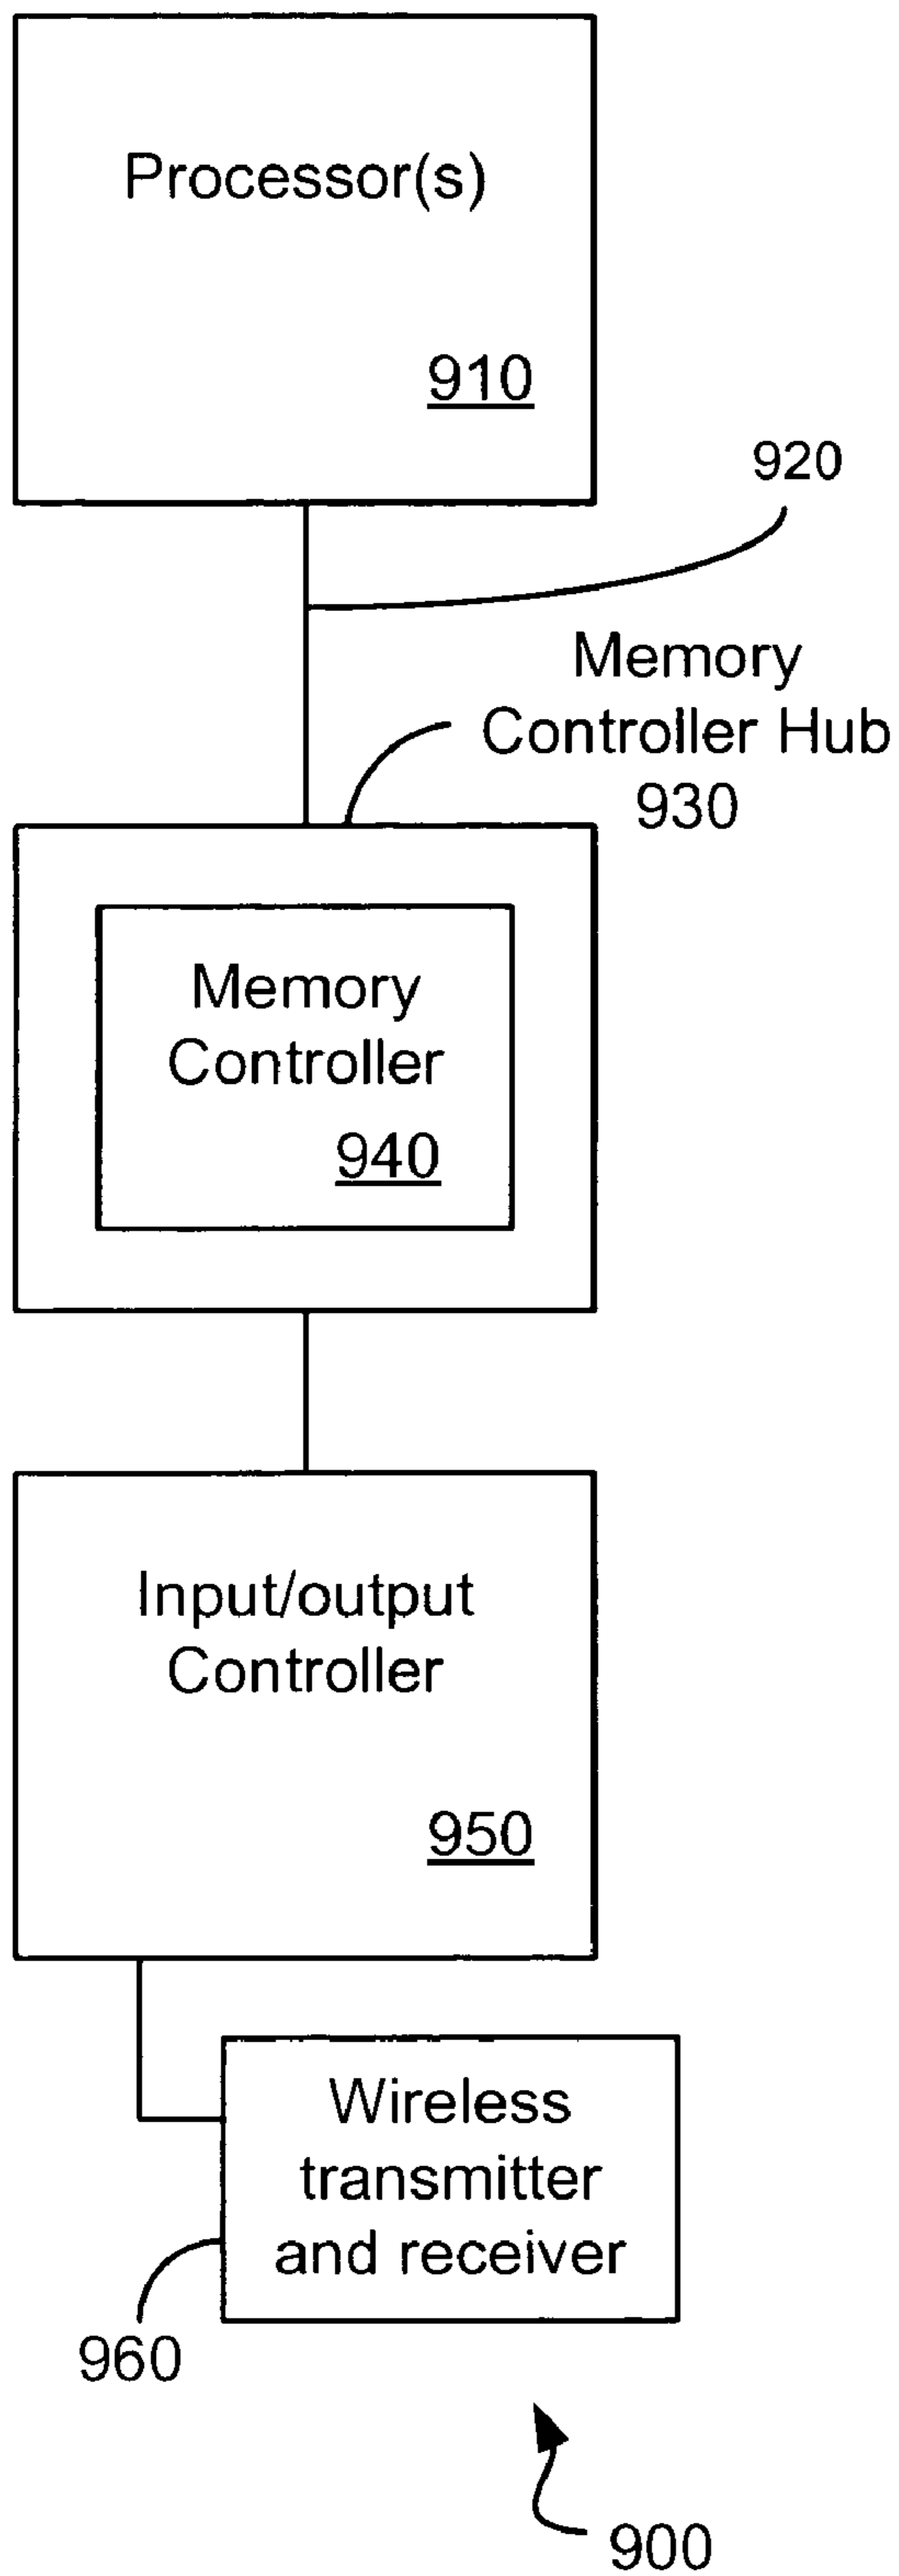 Processor(s)
910
920
Memory
Controller Hub
930
Memory
Controller
940
Input/output
Controller
950
Wireless
transmitter
and receiver
960
900